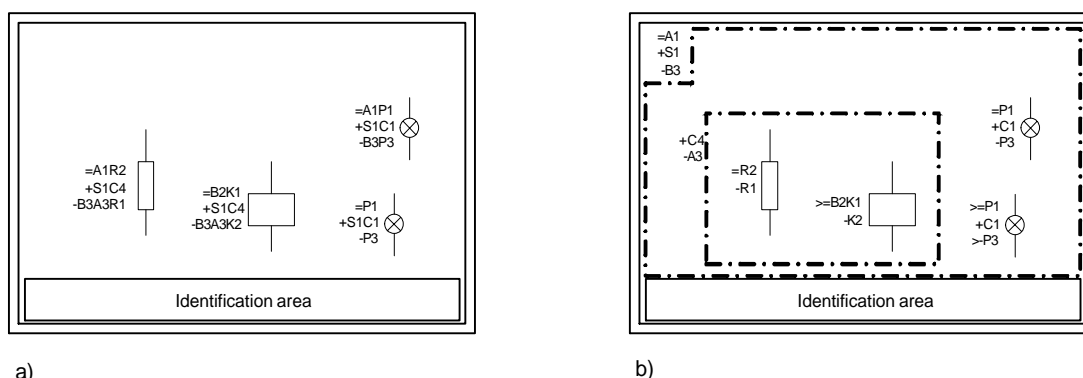 =A1P1
+S1C1
-B3P3
=A1R2
+S1C4
-B3A3R1
=B2K1
+S1C4
-B3A3K2
=P1
+S1C1
-P3
Identification area
a)
=A1
+S1
-B3
+C4
-A3
=R2
-R1
>=B2K1
-K2
=P1
+C1
-P3
>=P1
+C1
>-P3
Identification area
b)